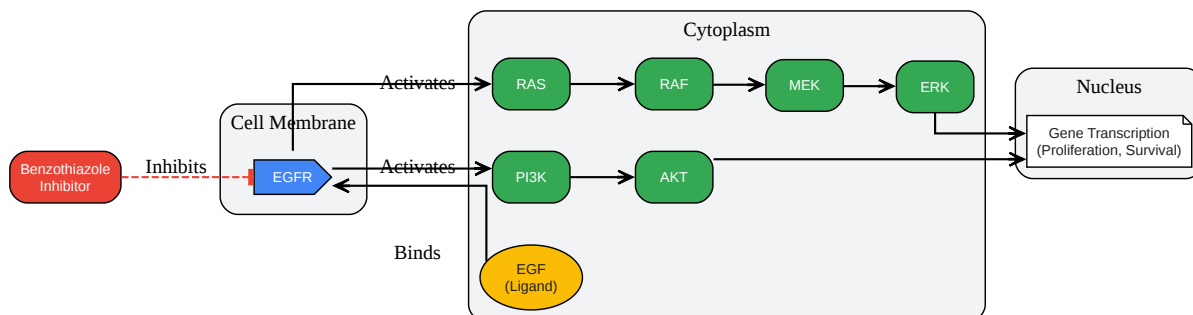 Cytoplasm
Activates
RAS
RAF
MEK
ERK
Nucleus
Cell Membrane
Gene Transcription
(Proliferation, Survival)
Benzothiazole
Inhibitor
Inhibits
EGFR
Activates
PI3K
AKT
Binds
EGF
(Ligand)